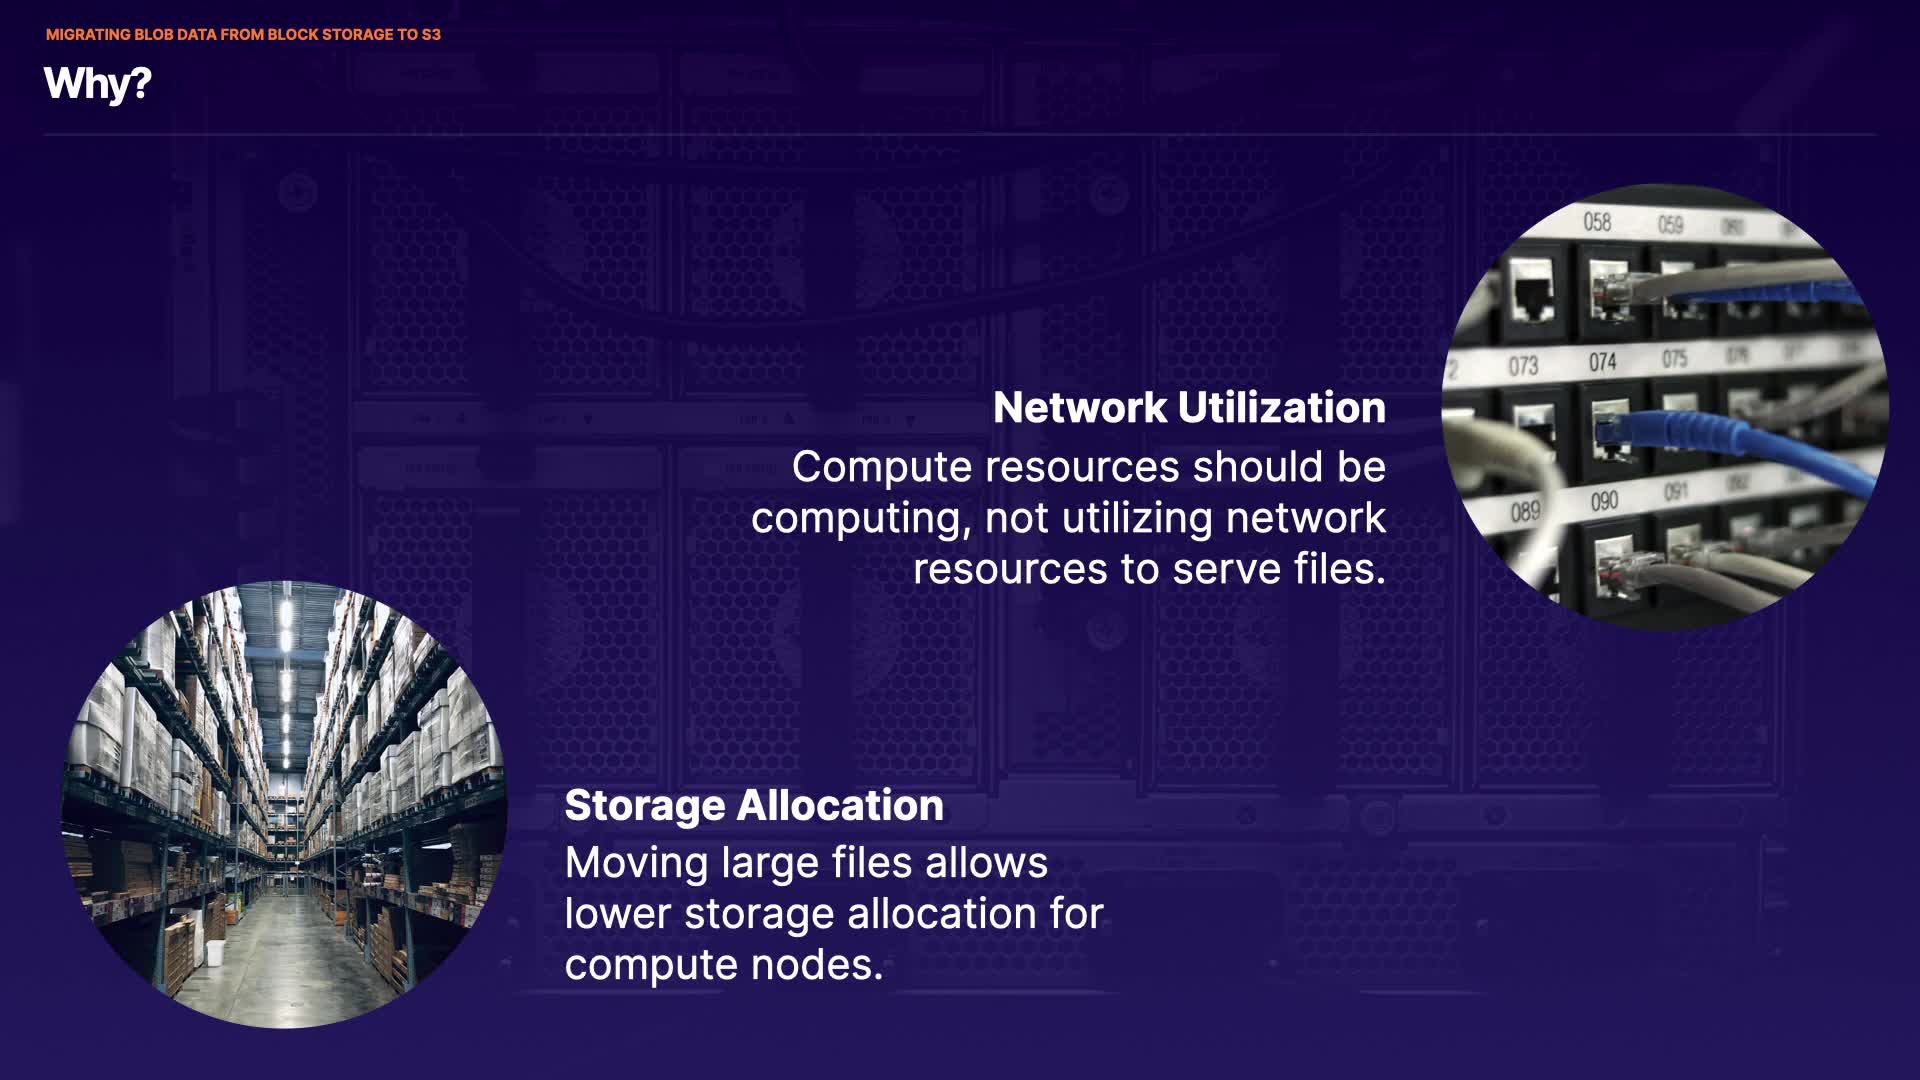 MIGRATING BLOB DATA FROM BLOCK STORAGE TO S3
Why?
058 059
073 074 075
089 090 091
Network Utilization
Compute resources should be
computing, not utilizing network
resources to serve files.
Storage Allocation
Moving large files allows
lower storage allocation for
compute nodes.